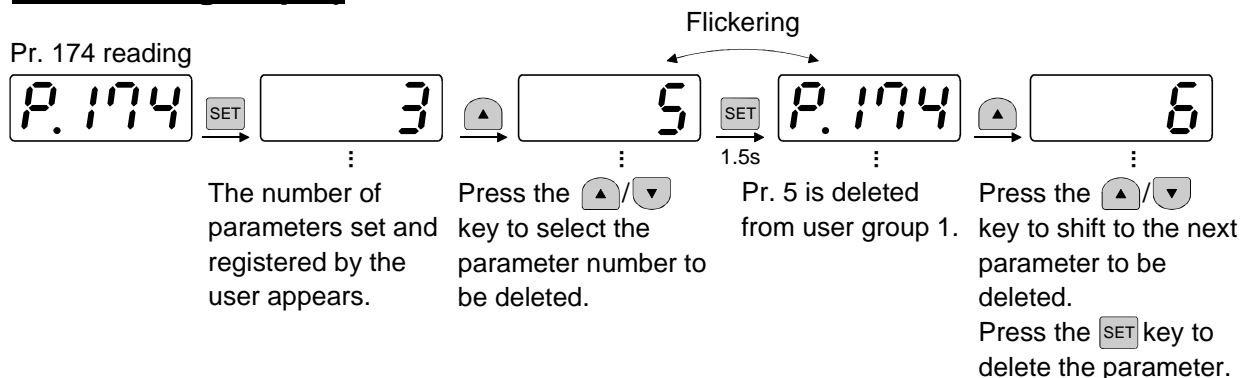 Flickering
Pr. 174 reading
P.174 SET 3 5 SET P.174 6
1.5s
The number of
parameters set and
registered by the
user appears.
Press the ▲/▼
key to select the
parameter number to
be deleted.
Pr. 5 is deleted
from user group 1.
Press the ▲/▼
key to shift to the next
parameter to be
deleted.
Press the SET key to
delete the parameter.